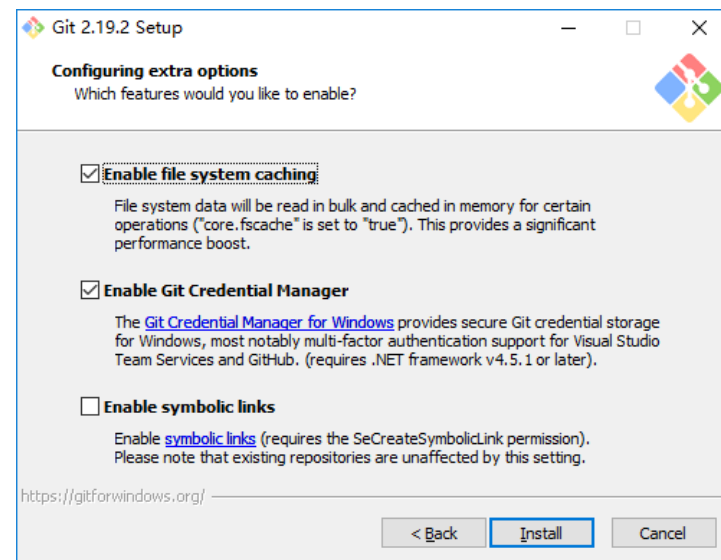 Git 2.19.2 Setup
Configuring extra options
Which features would you like to enable?
Enable file system caching
File system data will be read in bulk and cached in memory for certain
operations ("core.fscache" is set to "true"). This provides a significant
performance boost.
Enable Git Credential Manager
The Git Credential Manager for Windows provides secure Git credential storage
for Windows, most notably multi-factor authentication support for Visual Studio
Team Services and GitHub. (requires .NET framework v4.5.1 or later).
Enable symbolic links
Enable symbolic links (requires the SeCreateSymbolicLink permission).
Please note that existing repositories are unaffected by this setting.
https://gitforwindows.org/
< Back Install Cancel